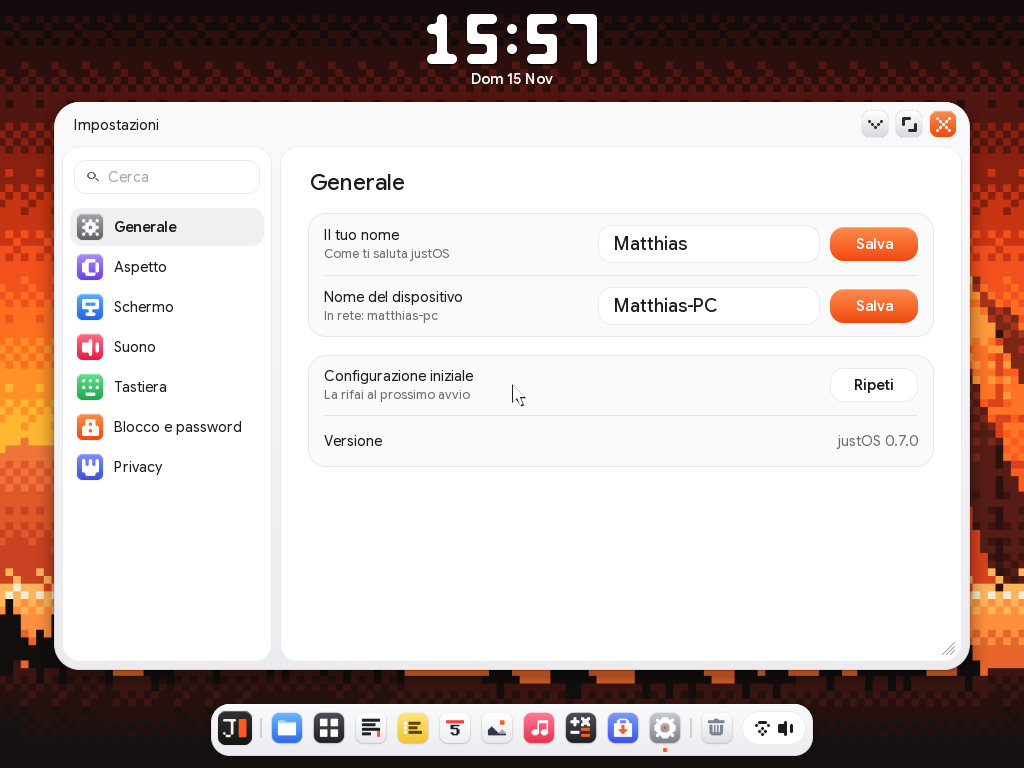 15:57
Dom 15 Nov
Impostazioni
Cerca
Generale
Aspetto
Schermo
Suono
Tastiera
Blocco e password
Privacy
Generale
Il tuo nome
Come ti saluta justOS
Matthias
Salva
Nome del dispositivo
In rete: matthias-pc
Matthias-PC
Salva
Configurazione iniziale
La rifai al prossimo avvio
Ripeti
Versione
justOS 0.7.0
J
5